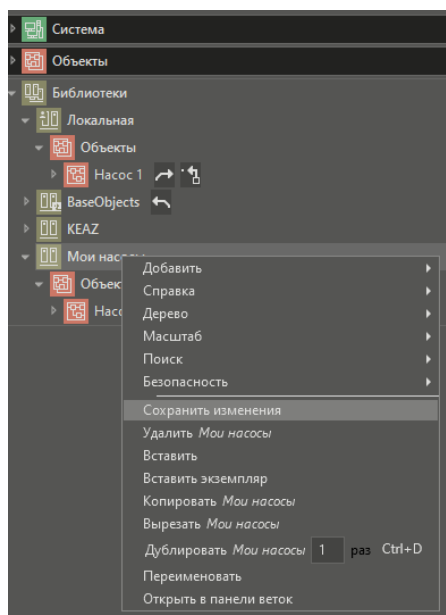 Система
Объекты
Библиотеки
Локальная
Объекты
Насос 1
BaseObjects
KEAZ
Мои насосы
Добавить
Справка
Дерево
Масштаб
Поиск
Безопасность
Сохранить изменения
Удалить Мои насосы
Вставить
Вставить экземпляр
Копировать Мои насосы
Вырезать Мои насосы
Дублировать Мои насосы 1 раз Ctrl+D
Переименовать
Открыть в панели веток